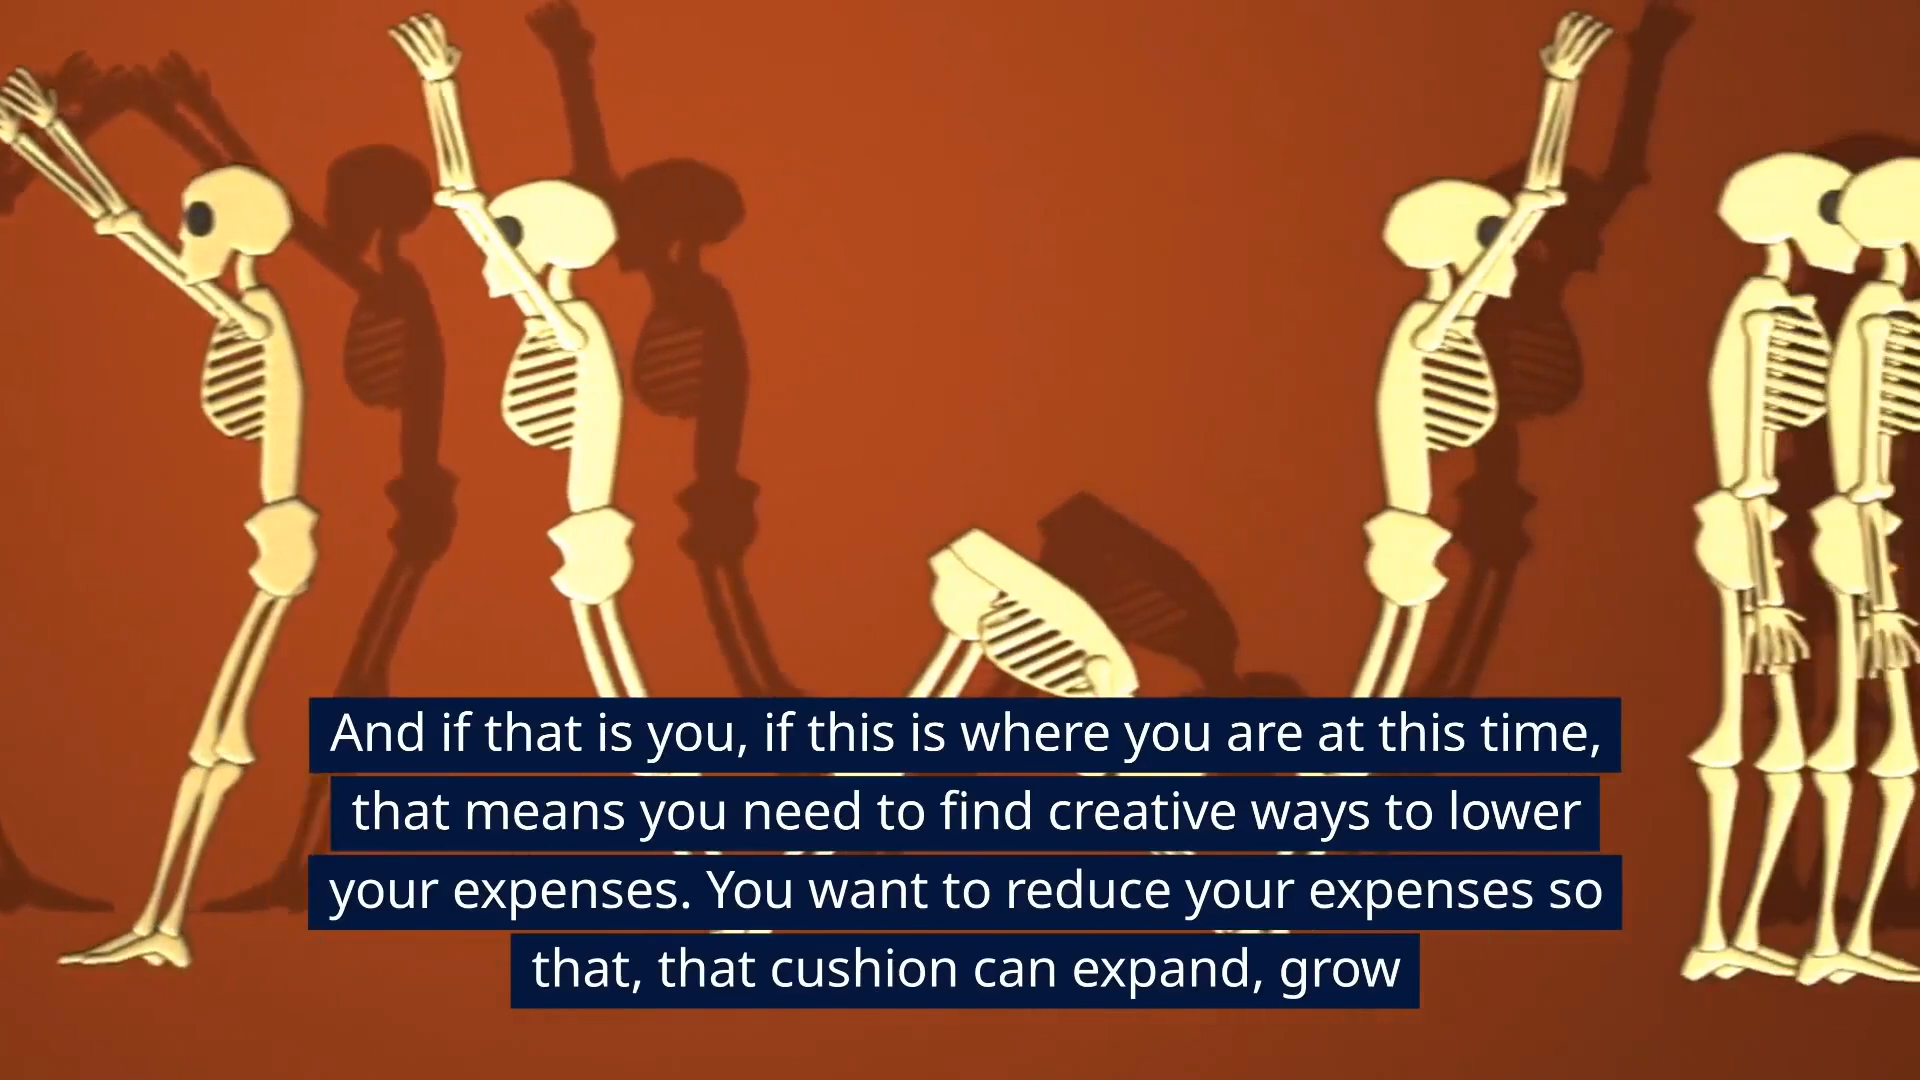 And if that is you, if this is where you are at this time,
that means you need to find creative ways to lower
your expenses. You want to reduce your expenses so
that, that cushion can expand, grow